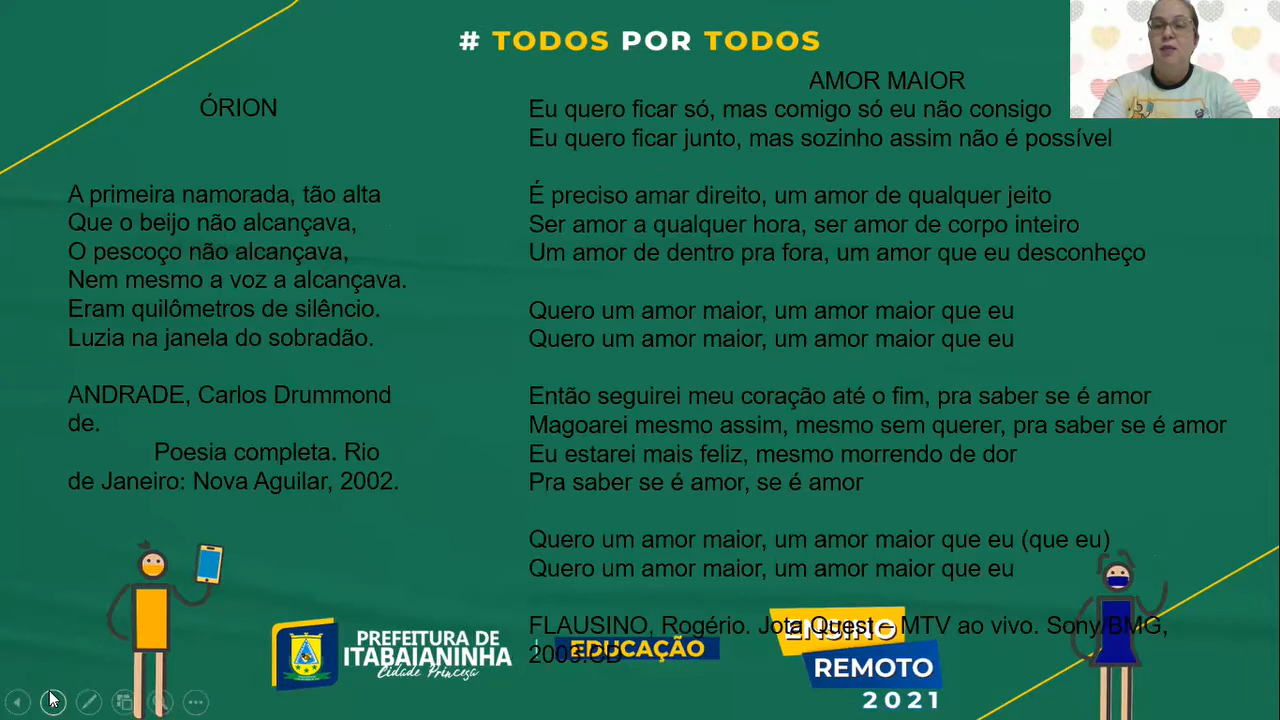 # TODOS POR TODOS
ÓRION
A primeira namorada, tão alta
Que o beijo não alcançava,
O pescoço não alcançava,
Nem mesmo a voz a alcançava.
Eram quilômetros de silêncio.
Luzia na janela do sobradão.
ANDRADE, Carlos Drummond
de.
Poesia completa. Rio
de Janeiro: Nova Aguilar, 2002.
AMOR MAIOR
Eu quero ficar só, mas comigo só eu não consigo
Eu quero ficar junto, mas sozinho assim não é possível
É preciso amar direito, um amor de qualquer jeito
Ser amor a qualquer hora, ser amor de corpo inteiro
Um amor de dentro pra fora, um amor que eu desconheço
Quero um amor maior, um amor maior que eu
Quero um amor maior, um amor maior que eu
Então seguirei meu coração até o fim, pra saber se é amor
Magoarei mesmo assim, mesmo sem querer, pra saber se é amor
Eu estarei mais feliz, mesmo morrendo de dor
Pra saber se é amor, se é amor
Quero um amor maior, um amor maior que eu (que eu)
Quero um amor maior, um amor maior que eu
FLAUSINO, Rogério. Jota Quest – MTV ao vivo. Sony/BMG,
2003.CD
PREFEITURA DE
ITABAIANINHA
Cidade Princesa
EDUCAÇÃO
ENSINO
REMOTO
2021